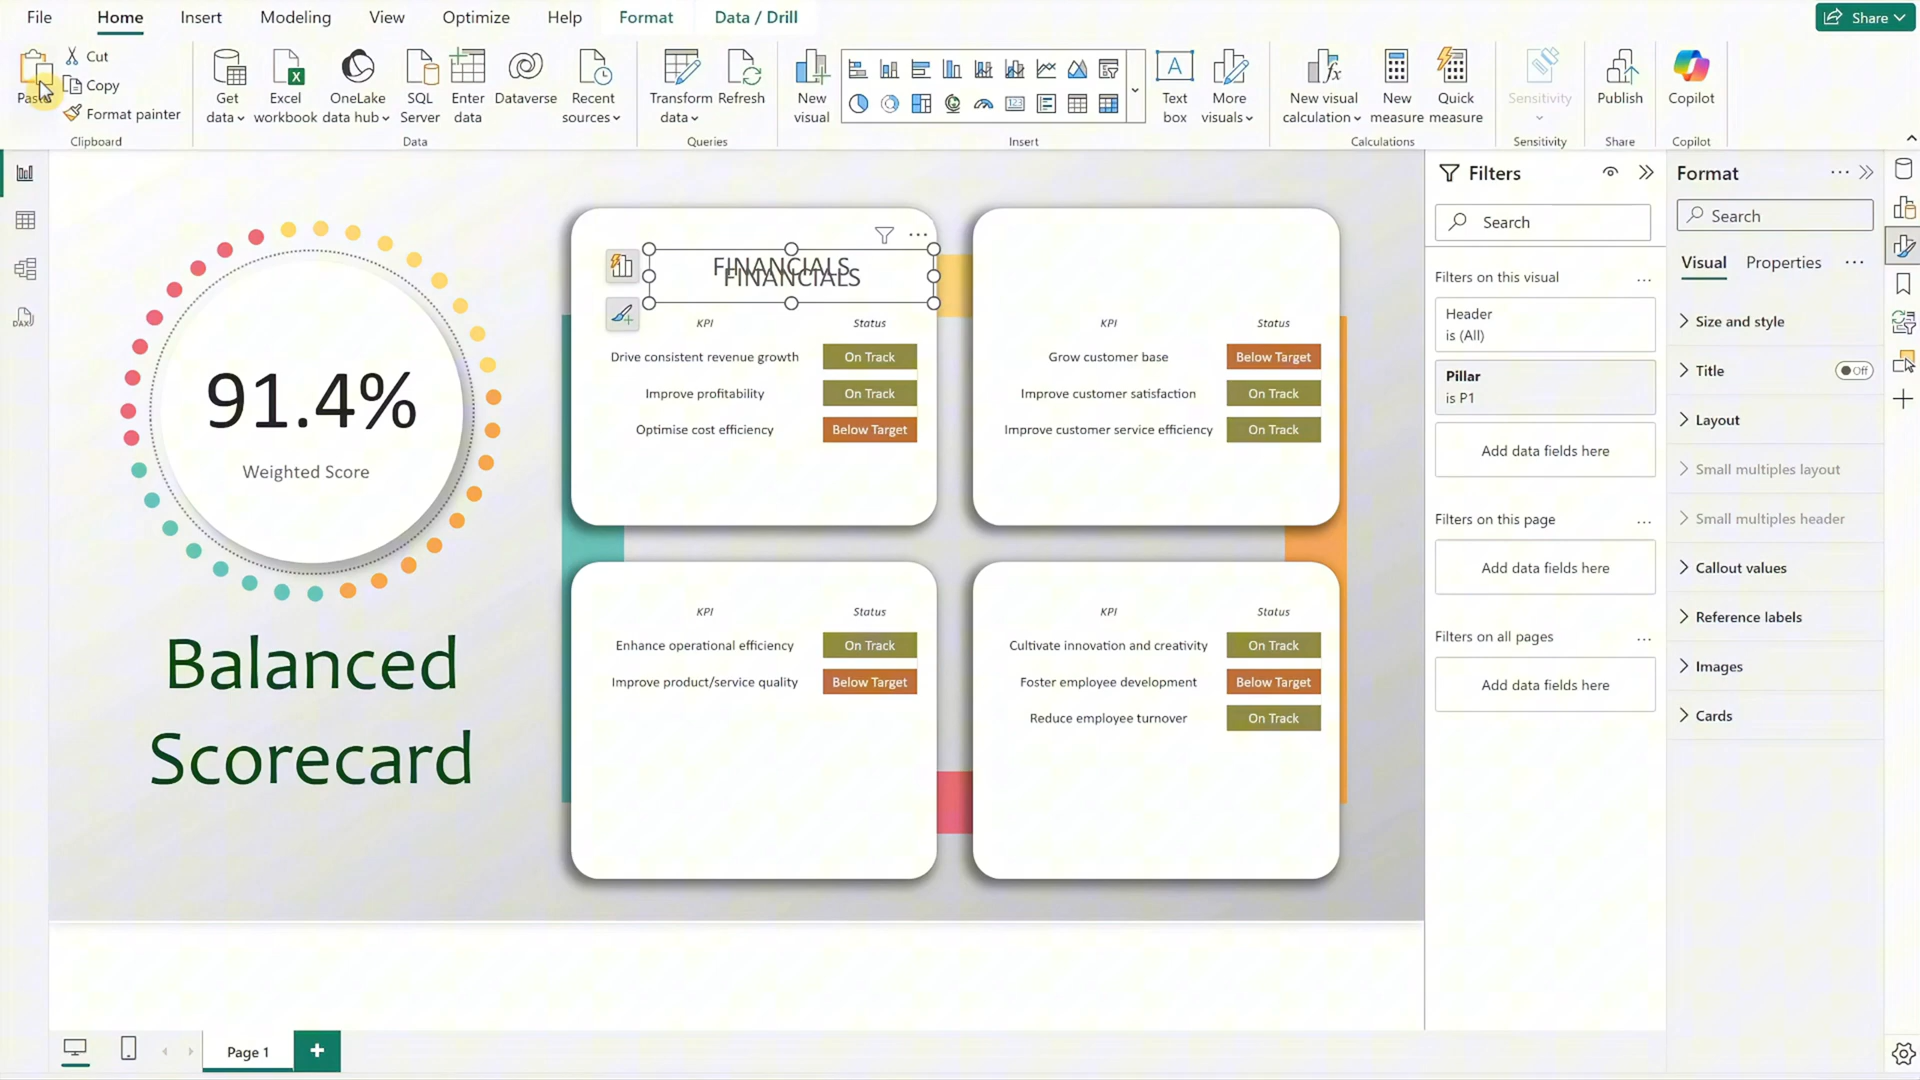 File Home Insert Modeling View Optimize Help Format Data / Drill Share
Paste
Cut
Copy
Format painter
Clipboard
Get data
Excel workbook
OneLake data hub
SQL Server
Enter data
Dataverse
Recent sources
Data
Transform data
Refresh
Queries
New visual
Text box
More visuals
Insert
New visual calculation
New measure
Quick measure
Calculations
Sensitivity
Sensitivity
Publish
Share
Copilot
Copilot
91.4%
Weighted Score
Balanced
Scorecard
FINANCIALS
FINANCIALS
KPI Status
Drive consistent revenue growth On Track
Improve profitability On Track
Optimise cost efficiency Below Target
KPI Status
Grow customer base Below Target
Improve customer satisfaction On Track
Improve customer service efficiency On Track
KPI Status
Enhance operational efficiency On Track
Improve product/service quality Below Target
KPI Status
Cultivate innovation and creativity On Track
Foster employee development Below Target
Reduce employee turnover On Track
Filters
Search
Filters on this visual
Header
is (All)
Pillar
is P1
Add data fields here
Filters on this page
Add data fields here
Filters on all pages
Add data fields here
Format
Search
Visual Properties
Size and style
Title Off
Layout
Small multiples layout
Small multiples header
Callout values
Reference labels
Images
Cards
DAX
Page 1